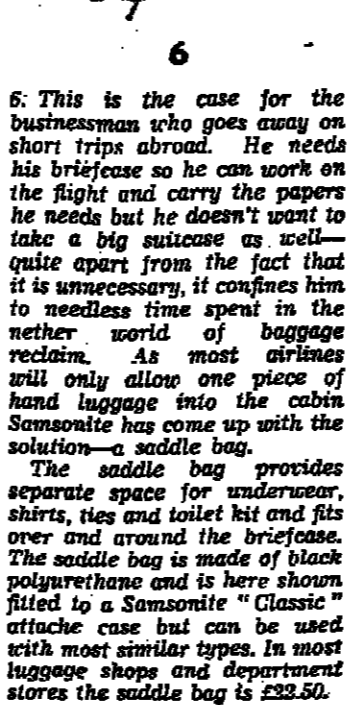 6
6: This is the case for the
businessman who goes away on
short trips abroad. He needs
his briefcase so he can work on
the flight and carry the papers
he needs but he doesn't want to
take a big suitcase as well—
quite apart from the fact that
it is unnecessary, it confines him
to needless time spent in the
nether world of baggage
reclaim. As most airlines
will only allow one piece of
hand luggage into the cabin
Samsonite has come up with the
solution—a saddle bag.
The saddle bag provides
separate space for underwear,
shirts, ties and toilet kit and fits
over and around the briefcase.
The saddle bag is made of black
polyurethane and is here shown
fitted to a Samsonite "Classic"
attache case but can be used
with most similar types. In most
luggage shops and department
stores the saddle bag is £22.50.